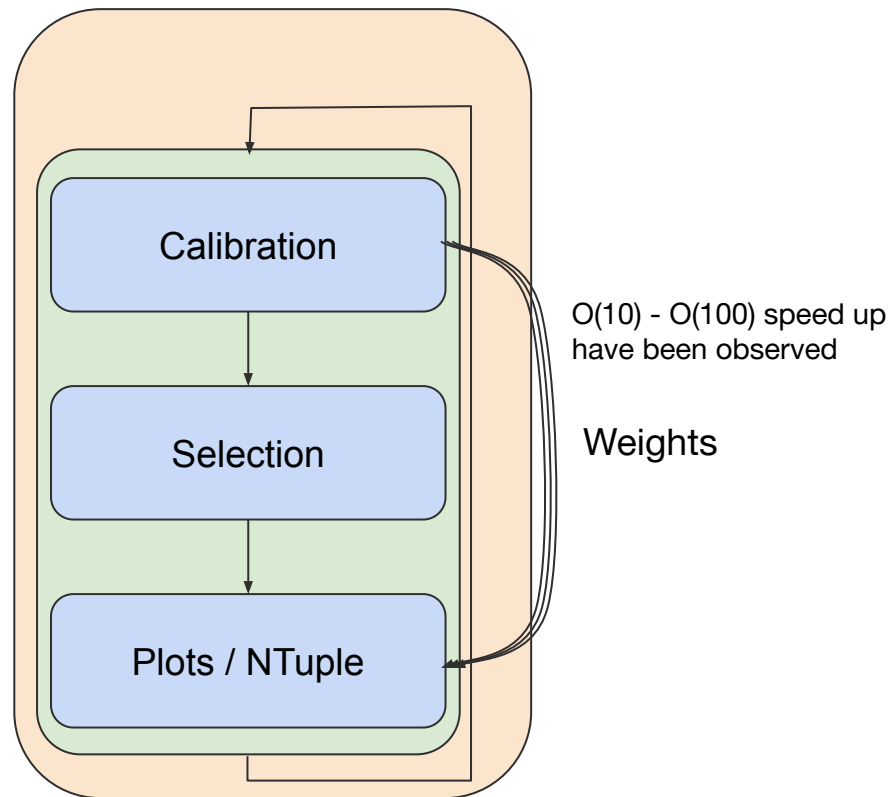 Calibration
O(10) - O(100) speed up
have been observed
Weights
Selection
Plots / NTuple